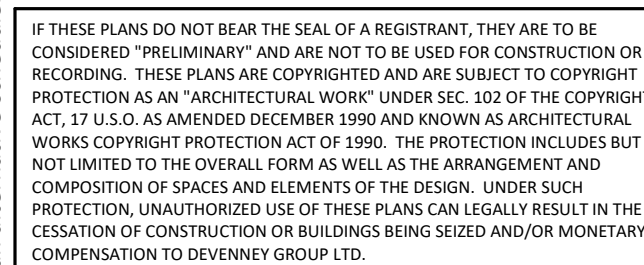 IF THESE PLANS DO NOT BEAR THE SEAL OF A REGISTRANT, THEY ARE TO BE
CONSIDERED "PRELIMINARY" AND ARE NOT TO BE USED FOR CONSTRUCTION OR
RECORDING. THESE PLANS ARE COPYRIGHTED AND ARE SUBJECT TO COPYRIGHT
PROTECTION AS AN "ARCHITECTURAL WORK" UNDER SEC. 102 OF THE COPYRIGHT
ACT, 17 U.S.O. AS AMENDED DECEMBER 1990 AND KNOWN AS ARCHITECTURAL
WORKS COPYRIGHT PROTECTION ACT OF 1990. THE PROTECTION INCLUDES BUT
NOT LIMITED TO THE OVERALL FORM AS WELL AS THE ARRANGEMENT AND
COMPOSITION OF SPACES AND ELEMENTS OF THE DESIGN. UNDER SUCH
PROTECTION, UNAUTHORIZED USE OF THESE PLANS CAN LEGALLY RESULT IN THE
CESSATION OF CONSTRUCTION OR BUILDINGS BEING SEIZED AND/OR MONETARY
COMPENSATION TO DEVENNEY GROUP LTD.